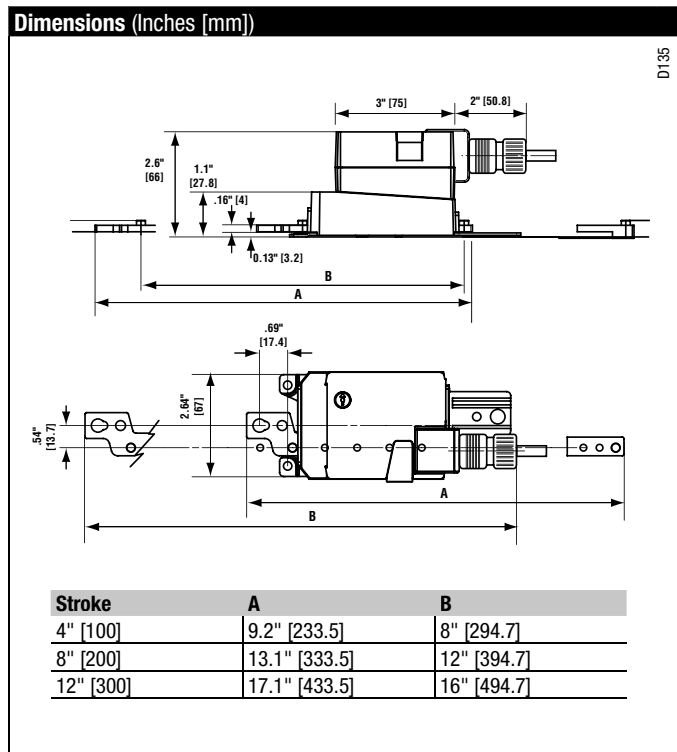 Dimensions (Inches [mm])
D135
3" [75]
2" [50.8]
2.6"
[66]
1.1"
[27.8]
.16" [4]
0.13" [3.2]
B
A
.69"
[17.4]
2.64"
[67]
.54"
[13.7]
A
B
Stroke A B
4" [100] 9.2" [233.5] 8" [294.7]
8" [200] 13.1" [333.5] 12" [394.7]
12" [300] 17.1" [433.5] 16" [494.7]